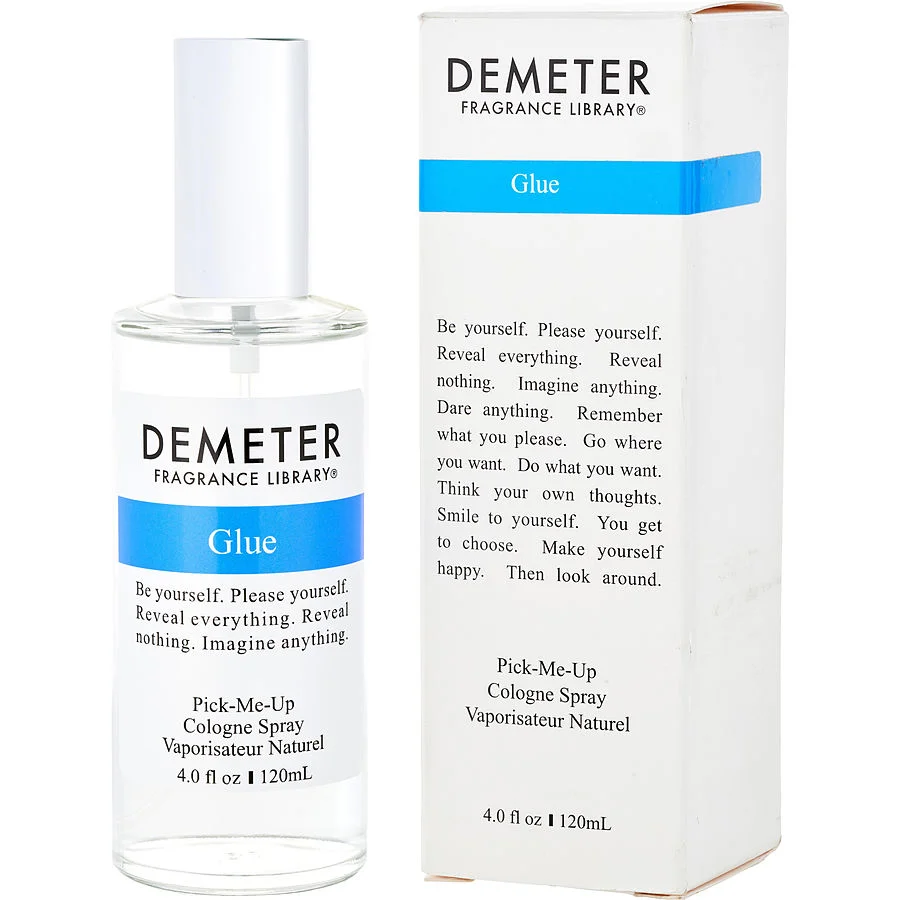 DEMETER
FRAGRANCE LIBRARY®
Glue
Be yourself. Please yourself.
Reveal everything. Reveal
nothing. Imagine anything.
Pick-Me-Up
Cologne Spray
Vaporisateur Naturel
4.0 fl oz ❚ 120mL
DEMETER
FRAGRANCE LIBRARY®
Glue
Be yourself. Please yourself.
Reveal everything. Reveal
nothing. Imagine anything.
Dare anything. Remember
what you please. Go where
you want. Do what you want.
Think your own thoughts.
Smile to yourself. You get
to choose. Make yourself
happy. Then look around.
Pick-Me-Up
Cologne Spray
Vaporisateur Naturel
4.0 fl oz ❚ 120mL